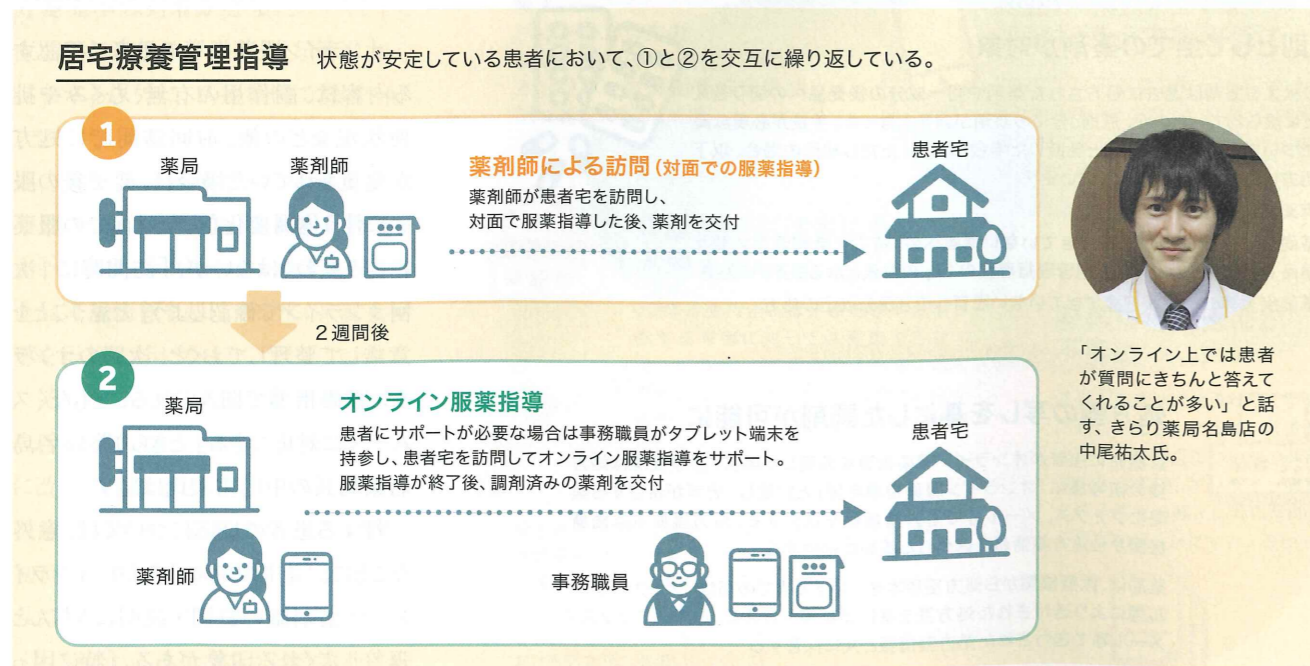 居宅療養管理指導 状態が安定している患者において、①と②を交互に繰り返している。
1
薬局
薬剤師
薬剤師による訪問(対面での服薬指導)
薬剤師が患者宅を訪問し、
対面で服薬指導した後、薬剤を交付
患者宅
2週間後
2
薬局
オンライン服薬指導
患者にサポートが必要な場合は事務職員がタブレット端末を
持参し、患者宅を訪問してオンライン服薬指導をサポート。
服薬指導が終了後、調剤済みの薬剤を交付
患者宅
薬剤師
事務職員
「オンライン上では患者
が質問にきちんと答えて
くれることが多い」と話
す、きらり薬局名島店の
中尾祐太氏。